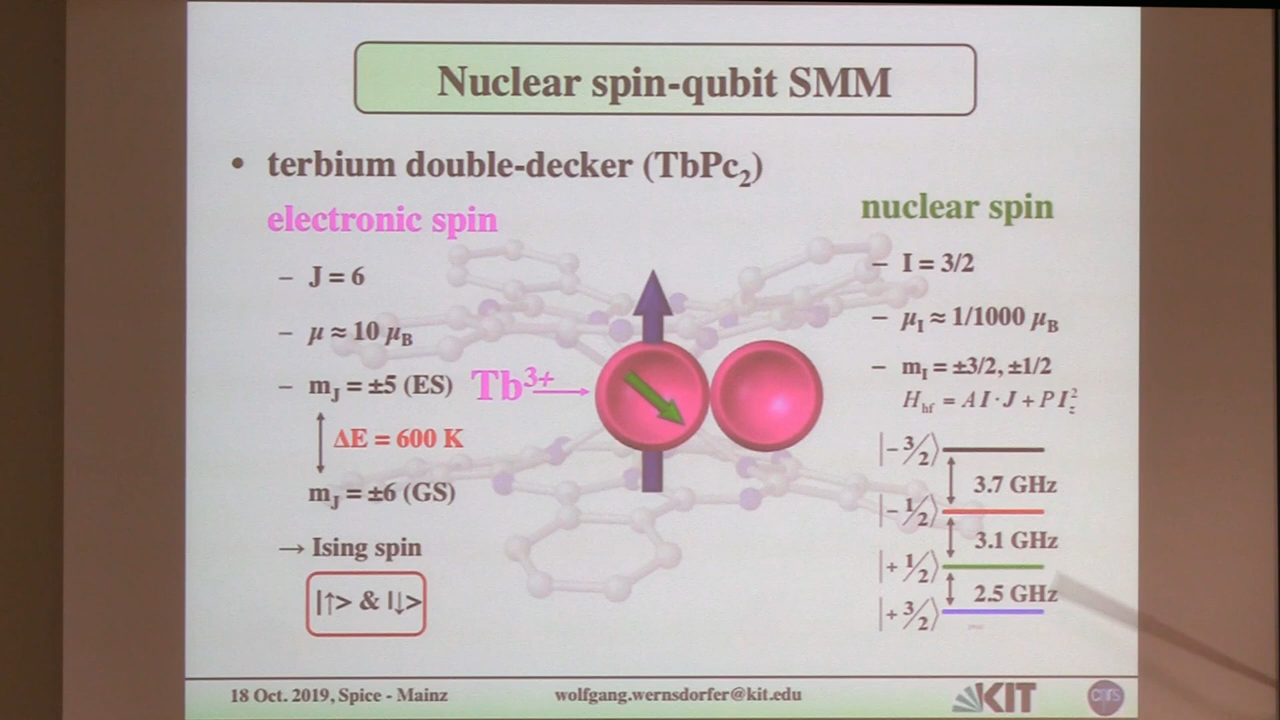 Nuclear spin-qubit SMM
• terbium double-decker (TbPc₂)
electronic spin
– J = 6
– μ ≈ 10 μB
– mJ = ±5 (ES)
ΔE = 600 K
mJ = ±6 (GS)
→ Ising spin
|↑> & |↓>
Tb³⁺
nuclear spin
– I = 3/2
– μI ≈ 1/1000 μB
– mI = ±3/2, ±1/2
Hhf = A I · J + P Iz²
|−3/2⟩
3.7 GHz
|−1/2⟩
3.1 GHz
|+1/2⟩
2.5 GHz
|+3/2⟩
18 Oct. 2019, Spice - Mainz
wolfgang.wernsdorfer@kit.edu
KIT
cnrs